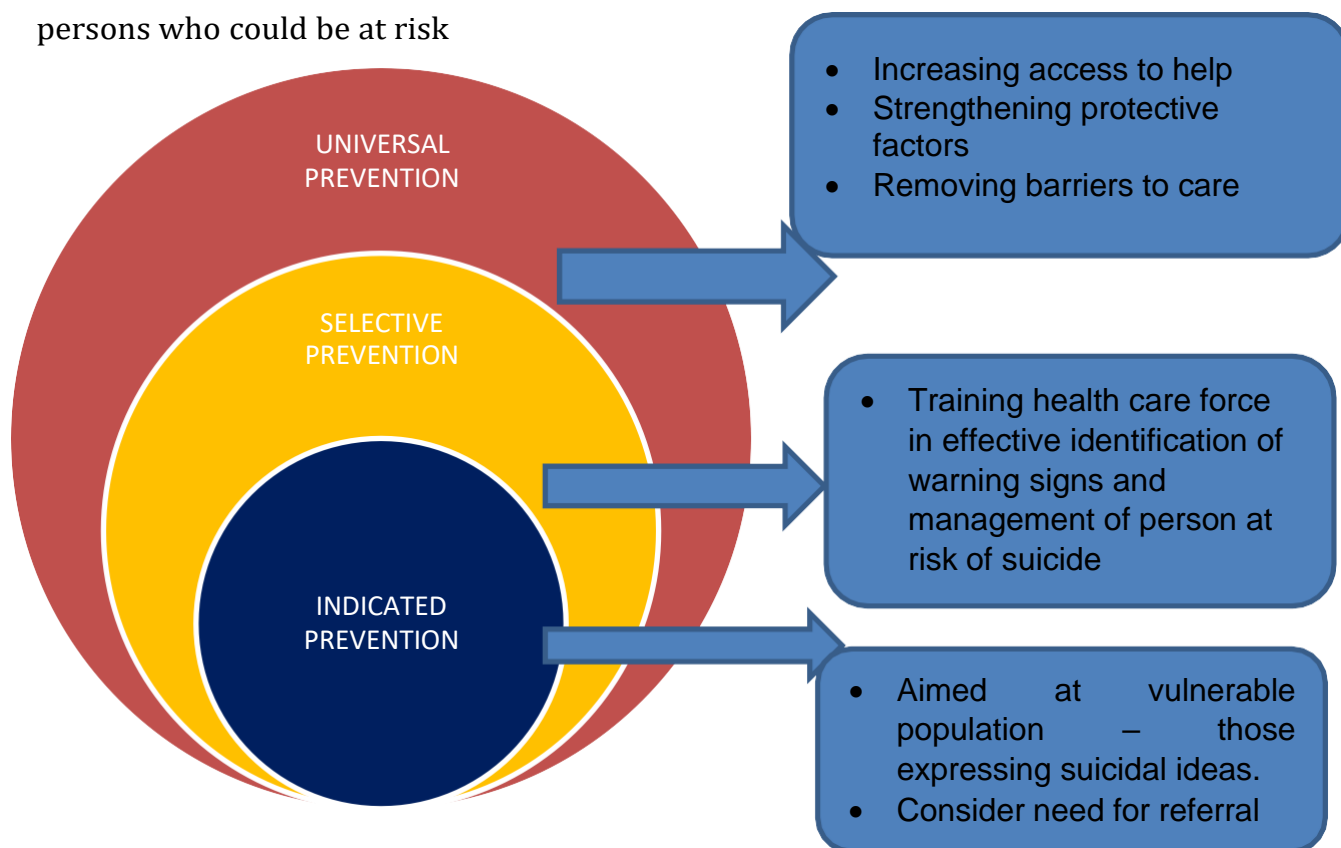 persons who could be at risk
UNIVERSAL
PREVENTION
• Increasing access to help
• Strengthening protective
factors
• Removing barriers to care
SELECTIVE
PREVENTION
• Training health care force
in effective identification of
warning signs and
management of person at
risk of suicide
INDICATED
PREVENTION
• Aimed at vulnerable
population – those
expressing suicidal ideas.
• Consider need for referral